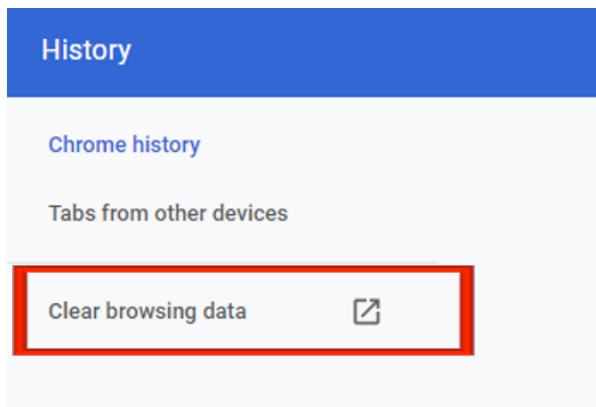 History
Chrome history
Tabs from other devices
Clear browsing data